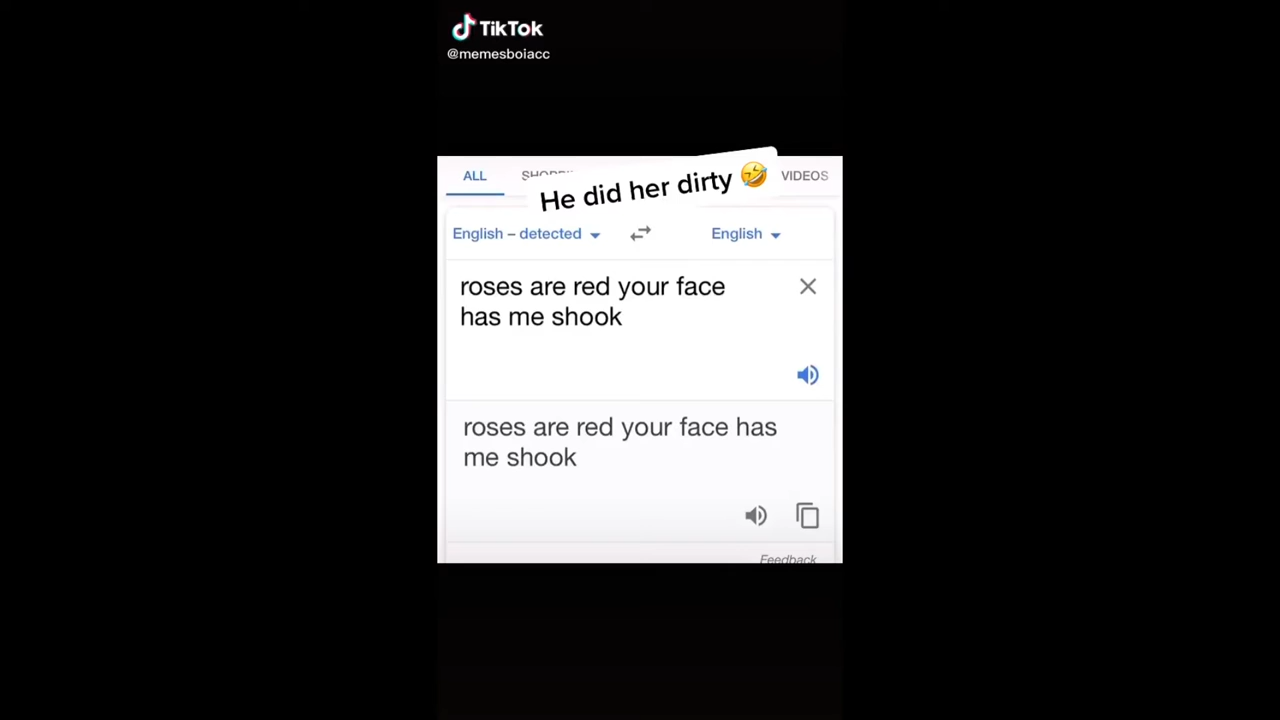 TikTok
@memesboiacc
He did her dirty 🤣
ALL VIDEOS
English – detected English
roses are red your face
has me shook
roses are red your face has
me shook
Feedback